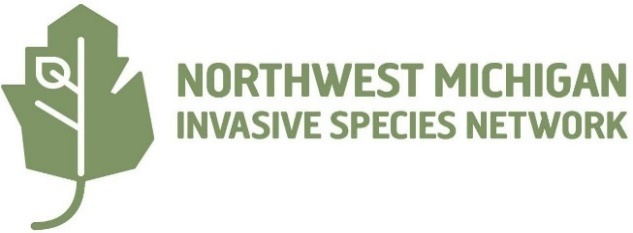 NORTHWEST MICHIGAN
INVASIVE SPECIES NETWORK